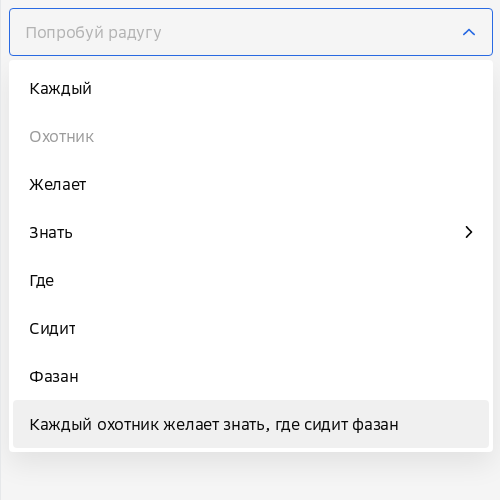 Попробуй радугу
Каждый
Охотник
Желает
Знать
Где
Сидит
Фазан
Каждый охотник желает знать, где сидит фазан